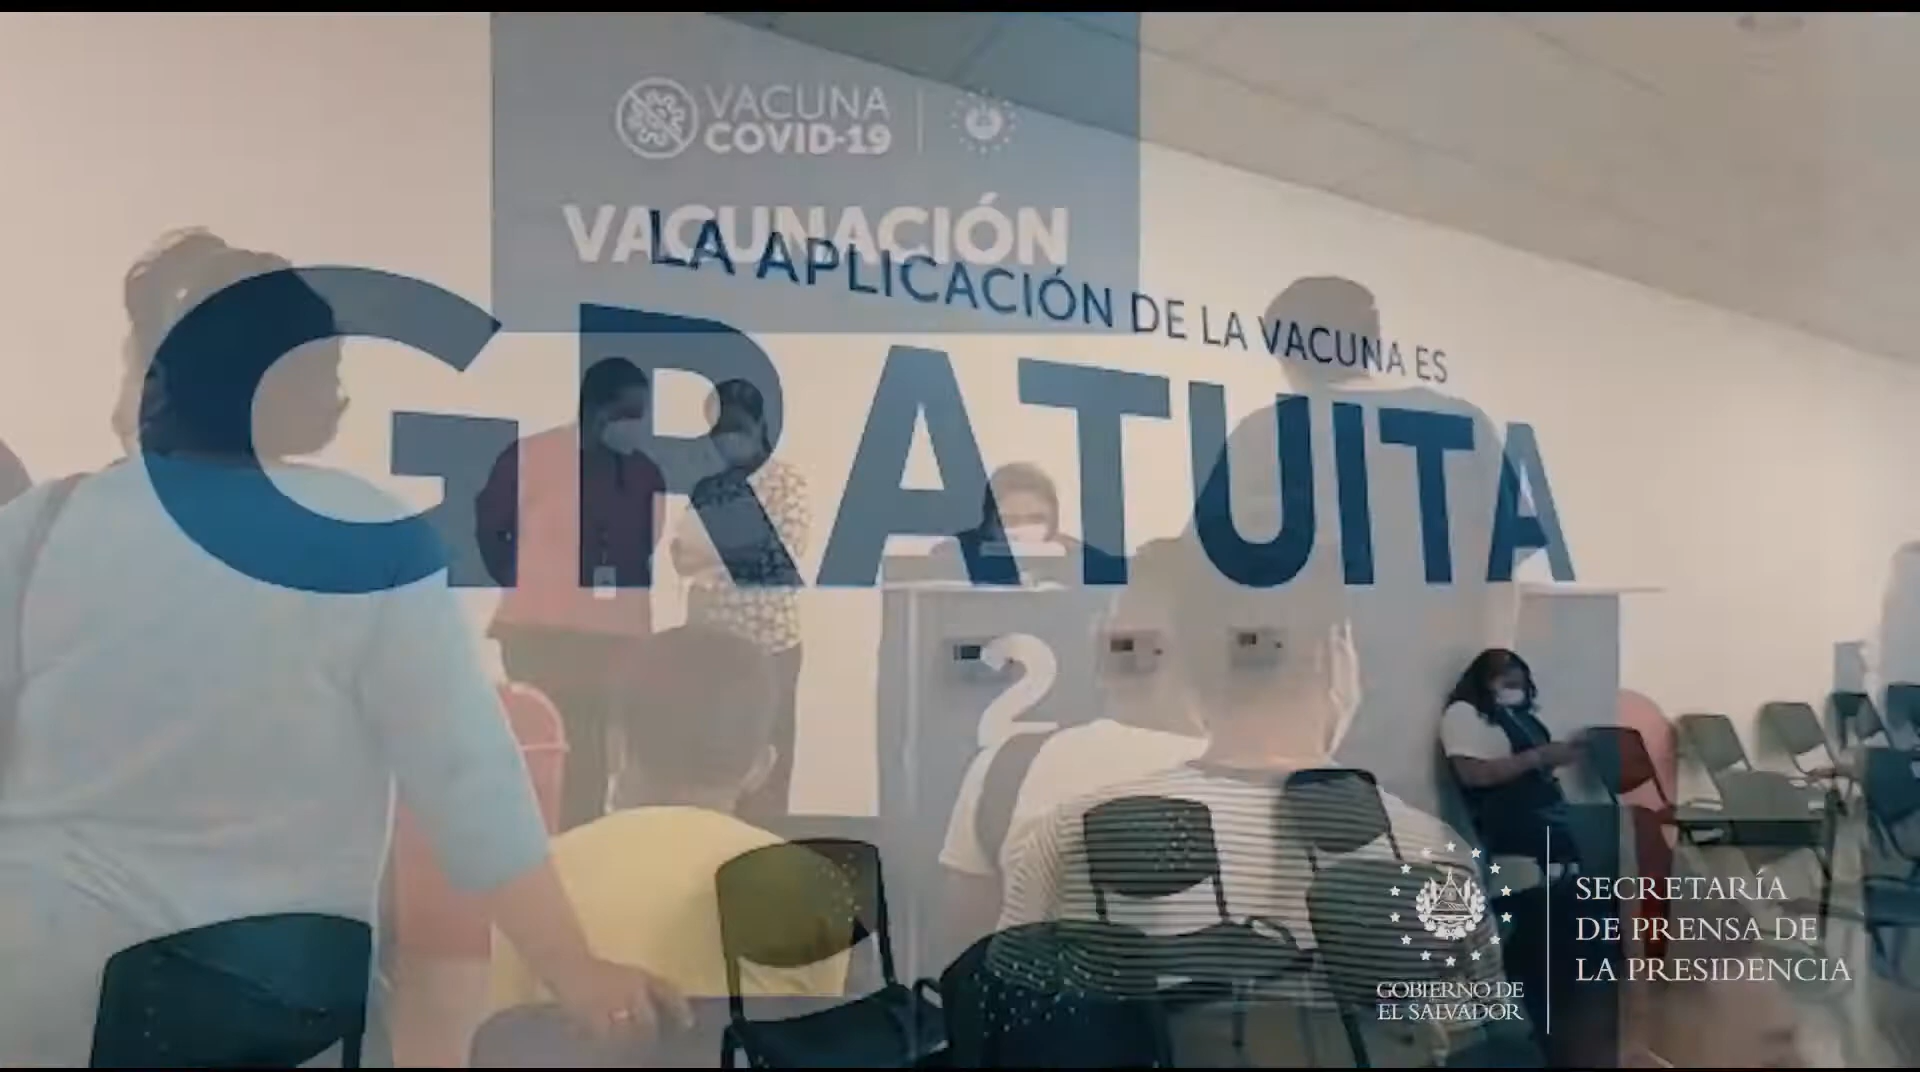 VACUNA
COVID-19
VACUNACIÓN
LA APLICACIÓN DE LA VACUNA ES
GRATUITA
2
GOBIERNO DE
EL SALVADOR
SECRETARÍA
DE PRENSA DE
LA PRESIDENCIA